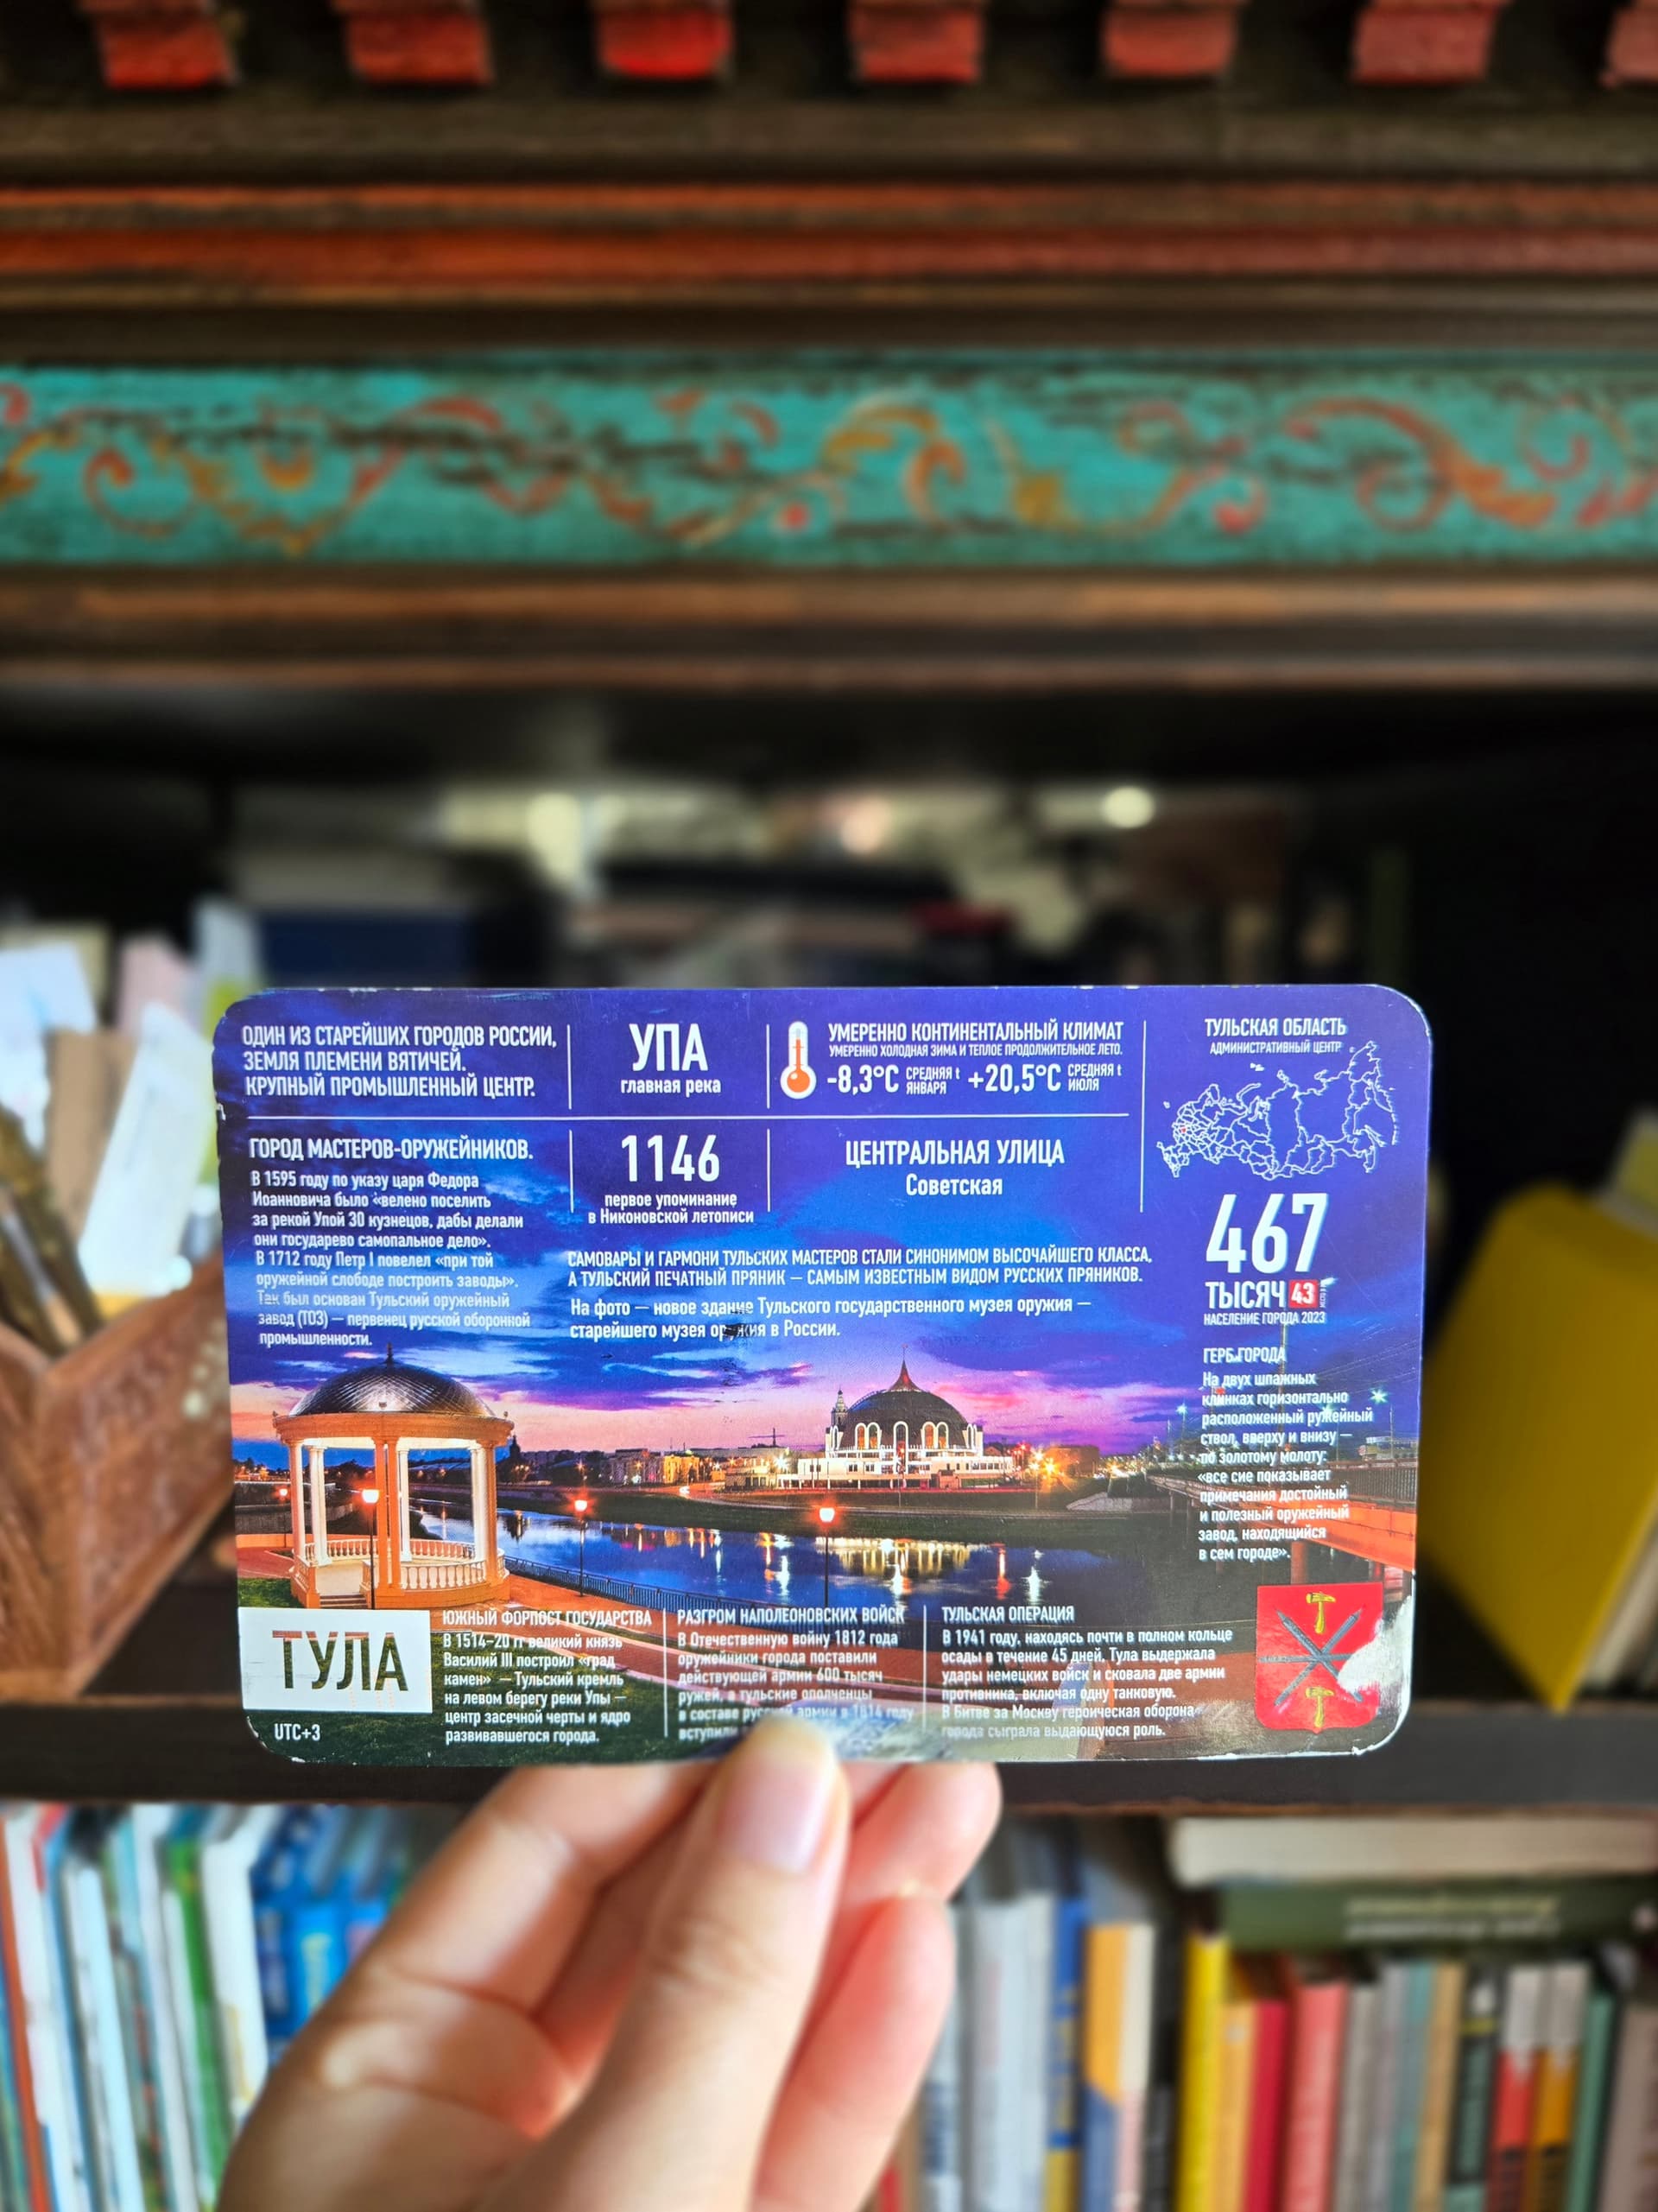 ОДИН ИЗ СТАРЕЙШИХ ГОРОДОВ РОССИИ,
ЗЕМЛЯ ПЛЕМЕНИ ВЯТИЧЕЙ.
КРУПНЫЙ ПРОМЫШЛЕННЫЙ ЦЕНТР.
УПА
главная река
УМЕРЕННО КОНТИНЕНТАЛЬНЫЙ КЛИМАТ
УМЕРЕННО ХОЛОДНАЯ ЗИМА И ТЕПЛОЕ ПРОДОЛЖИТЕЛЬНОЕ ЛЕТО.
-8,3°C СРЕДНЯЯ t ЯНВАРЯ +20,5°C СРЕДНЯЯ t ИЮЛЯ
ТУЛЬСКАЯ ОБЛАСТЬ
АДМИНИСТРАТИВНЫЙ ЦЕНТР
ГОРОД МАСТЕРОВ-ОРУЖЕЙНИКОВ.
В 1595 году по указу царя Федора
Иоанновича было «велено поселить
за рекой Упой 30 кузнецов, дабы делали
они государево самопальное дело».
В 1712 году Петр I повелел «при той
оружейной слободе построить заводы».
Так был основан Тульский оружейный
завод (ТОЗ) — первенец русской оборонной
промышленности.
1146
первое упоминание
в Никоновской летописи
ЦЕНТРАЛЬНАЯ УЛИЦА
Советская
САМОВАРЫ И ГАРМОНИ ТУЛЬСКИХ МАСТЕРОВ СТАЛИ СИНОНИМОМ ВЫСОЧАЙШЕГО КЛАССА,
А ТУЛЬСКИЙ ПЕЧАТНЫЙ ПРЯНИК — САМЫМ ИЗВЕСТНЫМ ВИДОМ РУССКИХ ПРЯНИКОВ.
На фото — новое здание Тульского государственного музея оружия —
старейшего музея оружия в России.
467
ТЫСЯЧ 43
НАСЕЛЕНИЕ ГОРОДА 2023
ГЕРБ ГОРОДА
На двух шпажных
клинках горизонтально
расположенный ружейный
ствол, вверху и внизу —
по золотому молоту:
«все сие показывает
примечания достойный
и полезный оружейный
завод, находящийся
в сем городе».
ТУЛА
UTC+3
ЮЖНЫЙ ФОРПОСТ ГОСУДАРСТВА
В 1514–20 гг великий князь
Василий III построил «град
камен» — Тульский кремль
на левом берегу реки Упы —
центр засечной черты и ядро
развивавшегося города.
РАЗГРОМ НАПОЛЕОНОВСКИХ ВОЙСК
В Отечественную войну 1812 года
оружейники города поставили
действующей армии 600 тысяч
ружей, а тульские ополченцы
в составе русской армии в 1814 году
вступили
ТУЛЬСКАЯ ОПЕРАЦИЯ
В 1941 году, находясь почти в полном кольце
осады в течение 45 дней, Тула выдержала
удары немецких войск и сковала две армии
противника, включая одну танковую.
В Битве за Москву героическая оборона
города сыграла выдающуюся роль.